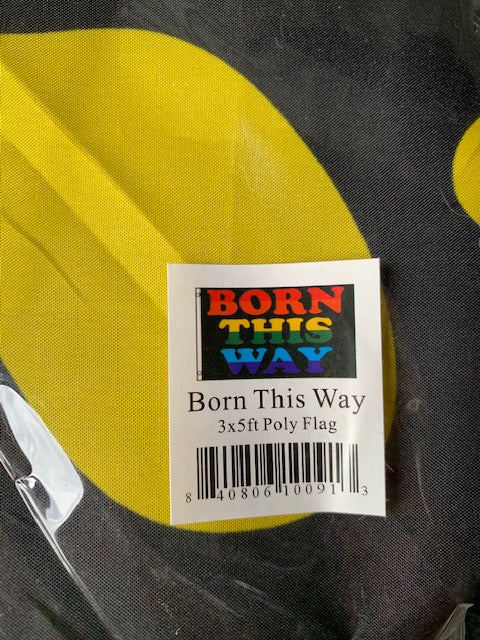 BORN
THIS
WAY
Born This Way
3x5ft Poly Flag
8 40806 10091 3